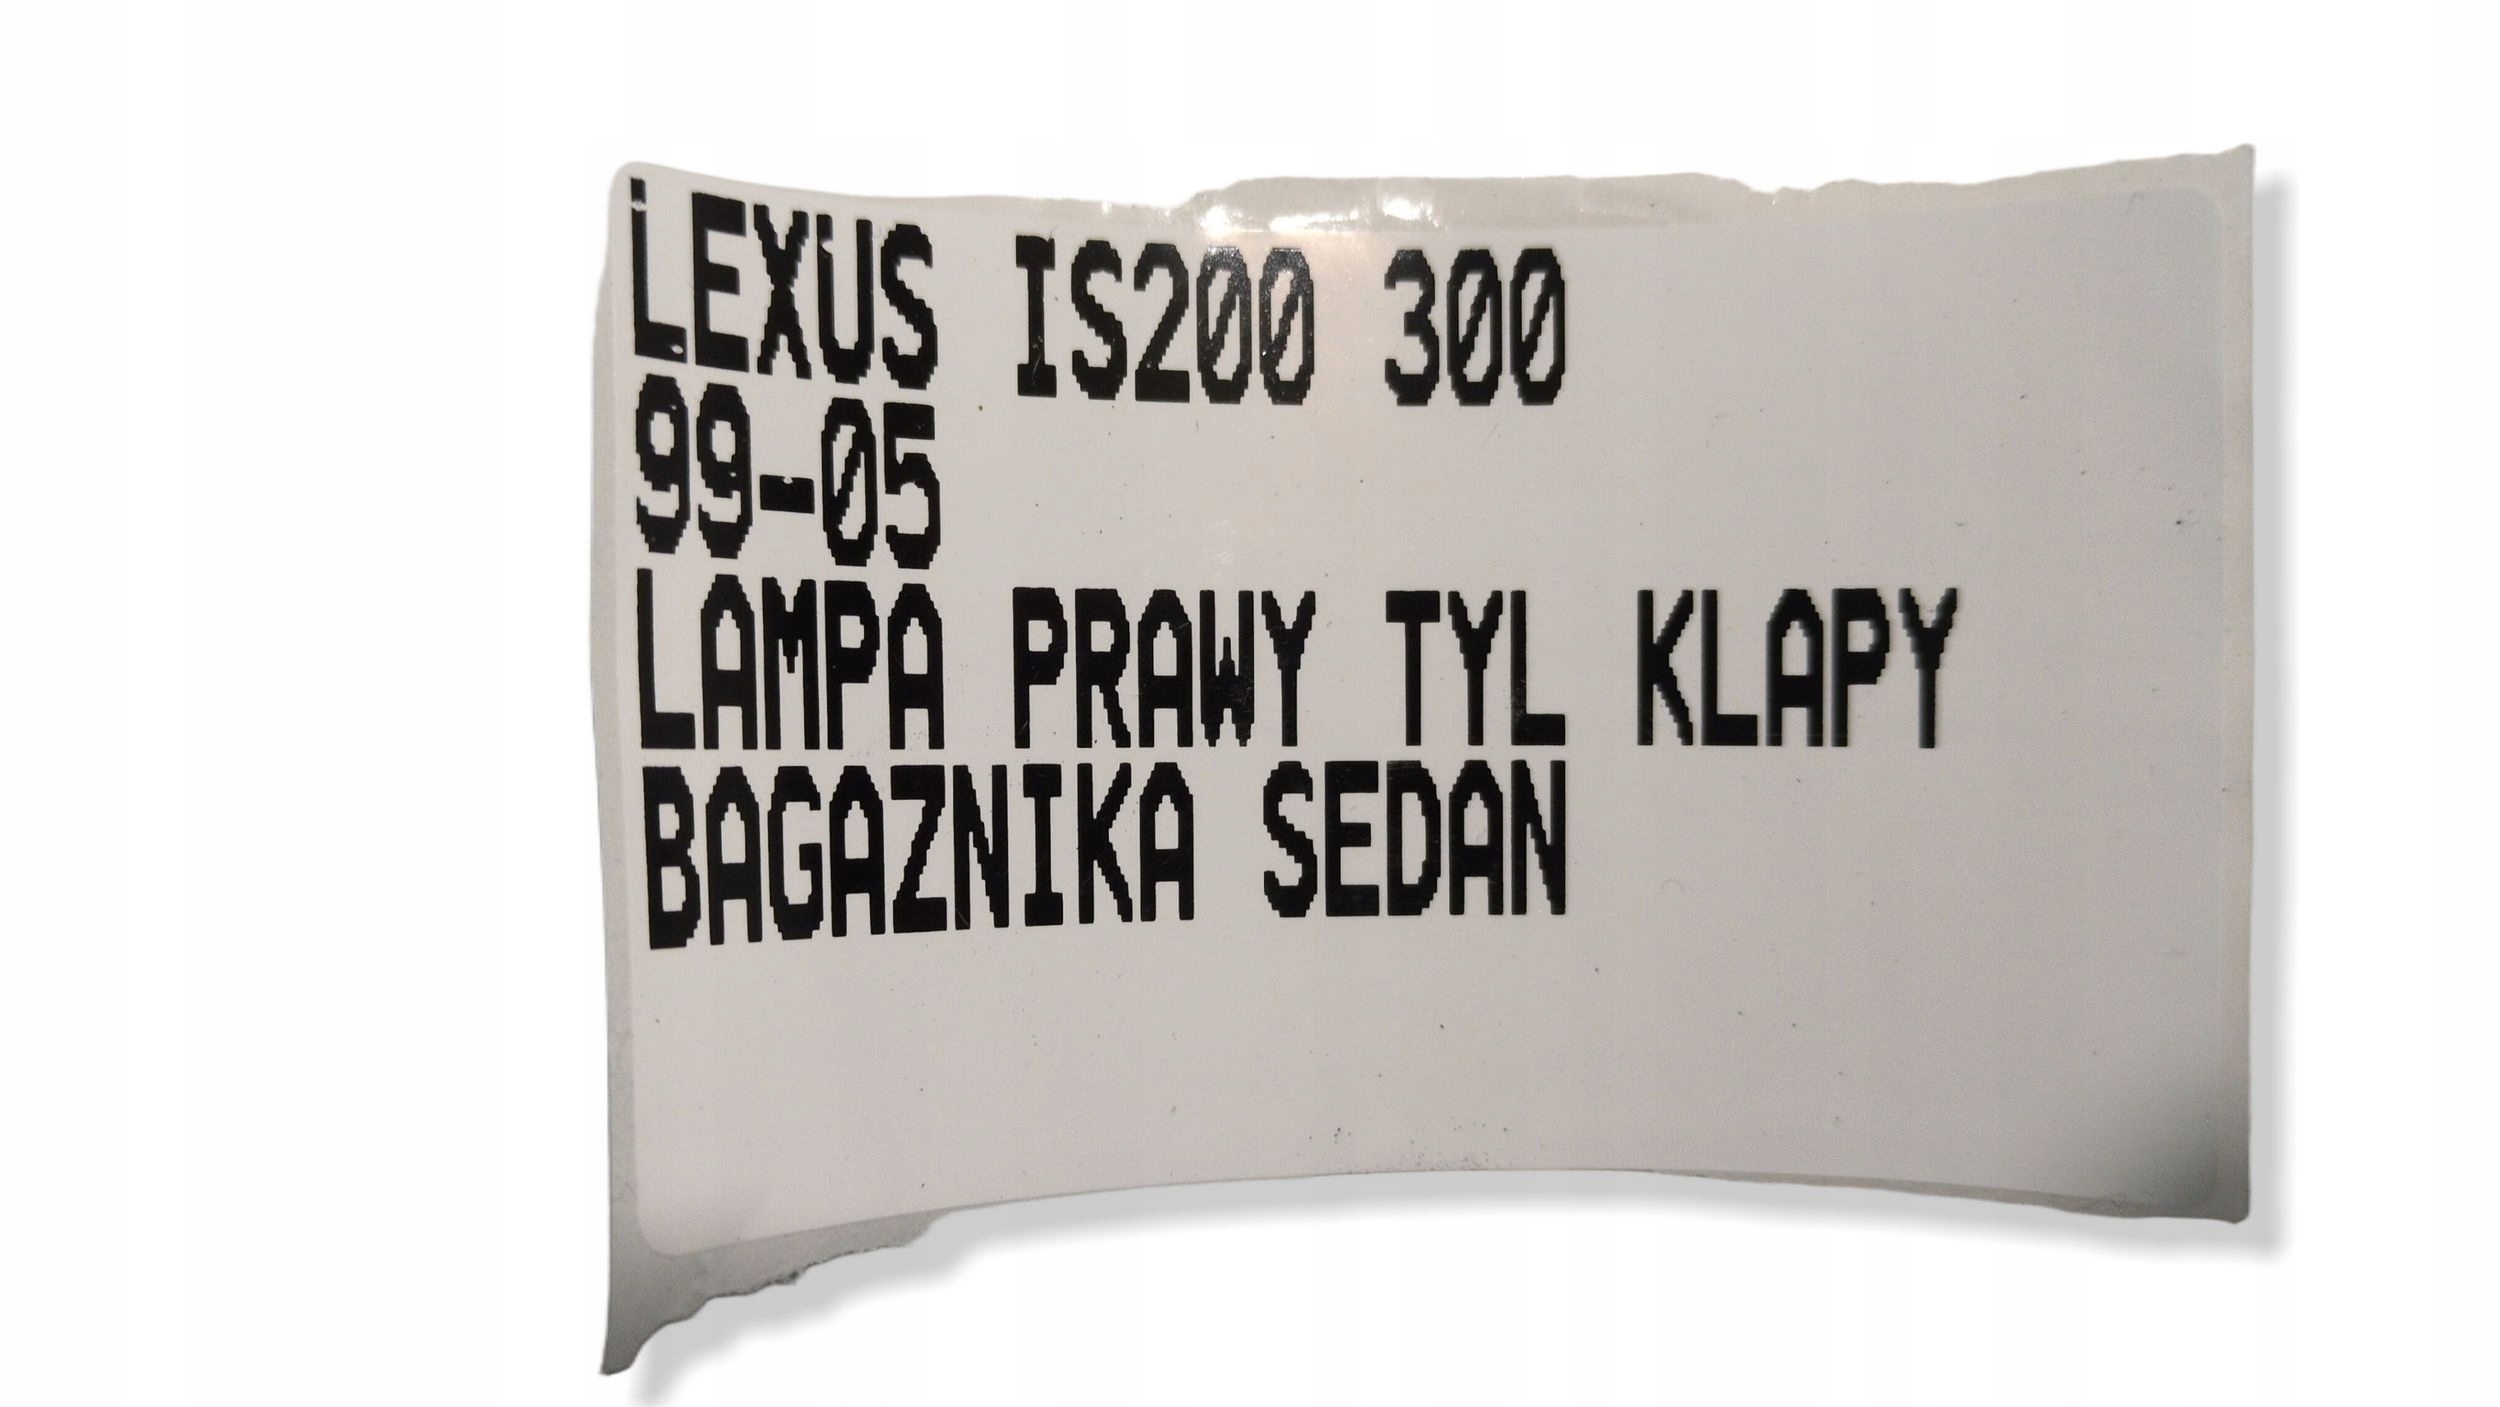 LEXUS IS200 300
99-05
LAMPA PRAWY TYL KLAPY
BAGAZNIKA SEDAN